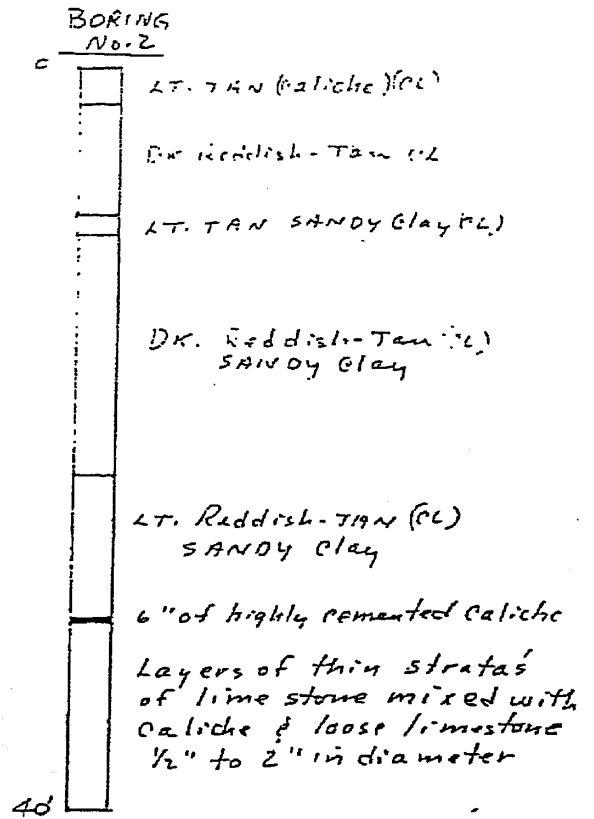 BORING
No. 2
LT. TAN (Caliche) (CL)
Dk Reddish-Tan CL
LT. TAN SANDY Clay (CL)
DK. Reddish-Tan (CL)
SANDY Clay
LT. Reddish-TAN (CL)
SANDY Clay
6" of highly cemented Caliche
Layers of thin stratas
of lime stone mixed with
Caliche & loose limestone
1/2" to 2" in diameter
40'